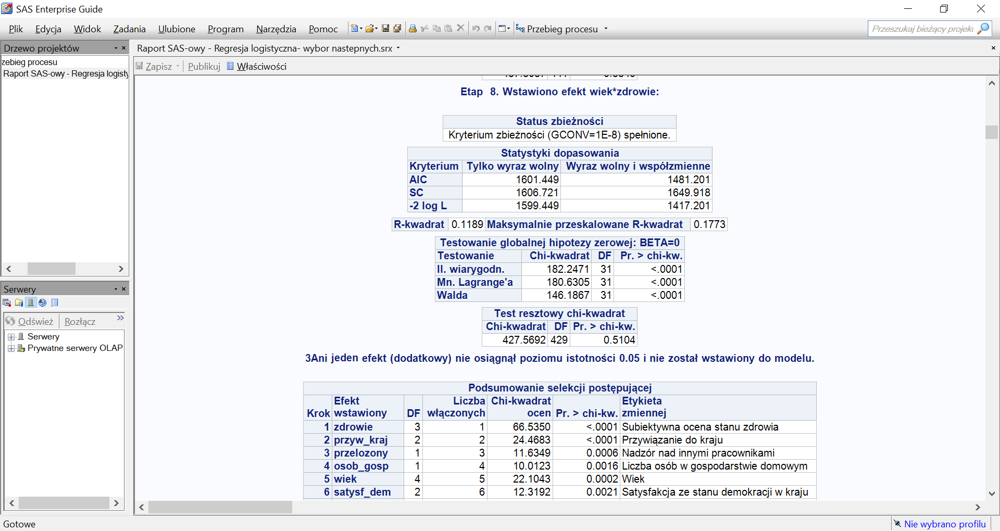 SAS Enterprise Guide
Plik Edycja Widok Zadania Ulubione Program Narzędzia Pomoc Przebieg procesu Przeszukaj bieżący projekt
Drzewo projektów
zebieg procesu
Raport SAS-owy - Regresja logisty
Raport SAS-owy - Regresja logistyczna- wybor nastepnych.srx
Zapisz Publikuj Właściwości
Etap 8. Wstawiono efekt wiek*zdrowie:
Status zbieżności
Kryterium zbieżności (GCONV=1E-8) spełnione.
Statystyki dopasowania
Kryterium Tylko wyraz wolny Wyraz wolny i współzmienne
AIC 1601.449 1481.201
SC 1606.721 1649.918
-2 log L 1599.449 1417.201
R-kwadrat 0.1189 Maksymalnie przeskalowane R-kwadrat 0.1773
Testowanie globalnej hipotezy zerowej: BETA=0
Testowanie Chi-kwadrat DF Pr. > chi-kw.
Il. wiarygodn. 182.2471 31 <.0001
Mn. Lagrange'a 180.6305 31 <.0001
Walda 146.1867 31 <.0001
Test resztowy chi-kwadrat
Chi-kwadrat DF Pr. > chi-kw.
427.5692 429 0.5104
3Ani jeden efekt (dodatkowy) nie osiągnął poziomu istotności 0.05 i nie został wstawiony do modelu.
Podsumowanie selekcji postępującej
Krok Efekt wstawiony DF Liczba włączonych Chi-kwadrat ocen Pr. > chi-kw. Etykieta zmiennej
1 zdrowie 3 1 66.5350 <.0001 Subiektywna ocena stanu zdrowia
2 przyw_kraj 2 2 24.4683 <.0001 Przywiązanie do kraju
3 przelozony 1 3 11.6349 0.0006 Nadzór nad innymi pracownikami
4 osob_gosp 1 4 10.0123 0.0016 Liczba osób w gospodarstwie domowym
5 wiek 4 5 22.1043 0.0002 Wiek
6 satysf_dem 2 6 12.3192 0.0021 Satysfakcja ze stanu demokracji w kraju
Serwery
Odśwież Rozłącz
Serwery
Prywatne serwery OLAP
Gotowe
Nie wybrano profilu